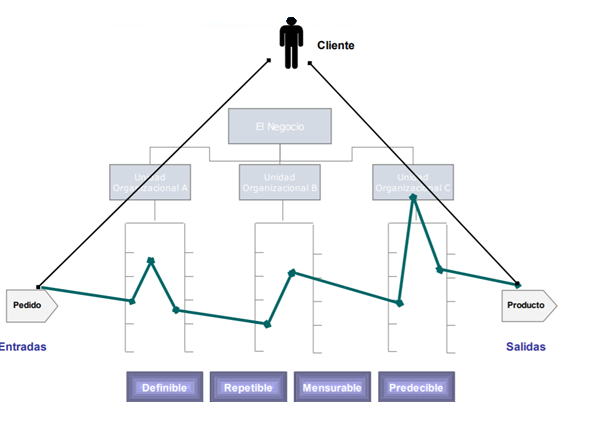 Cliente
El Negocio
Unidad
Organizacional A
Unidad
Organizacional B
Unidad
Organizacional C
Pedido
Producto
Entradas
Salidas
Definible
Repetible
Mensurable
Predecible